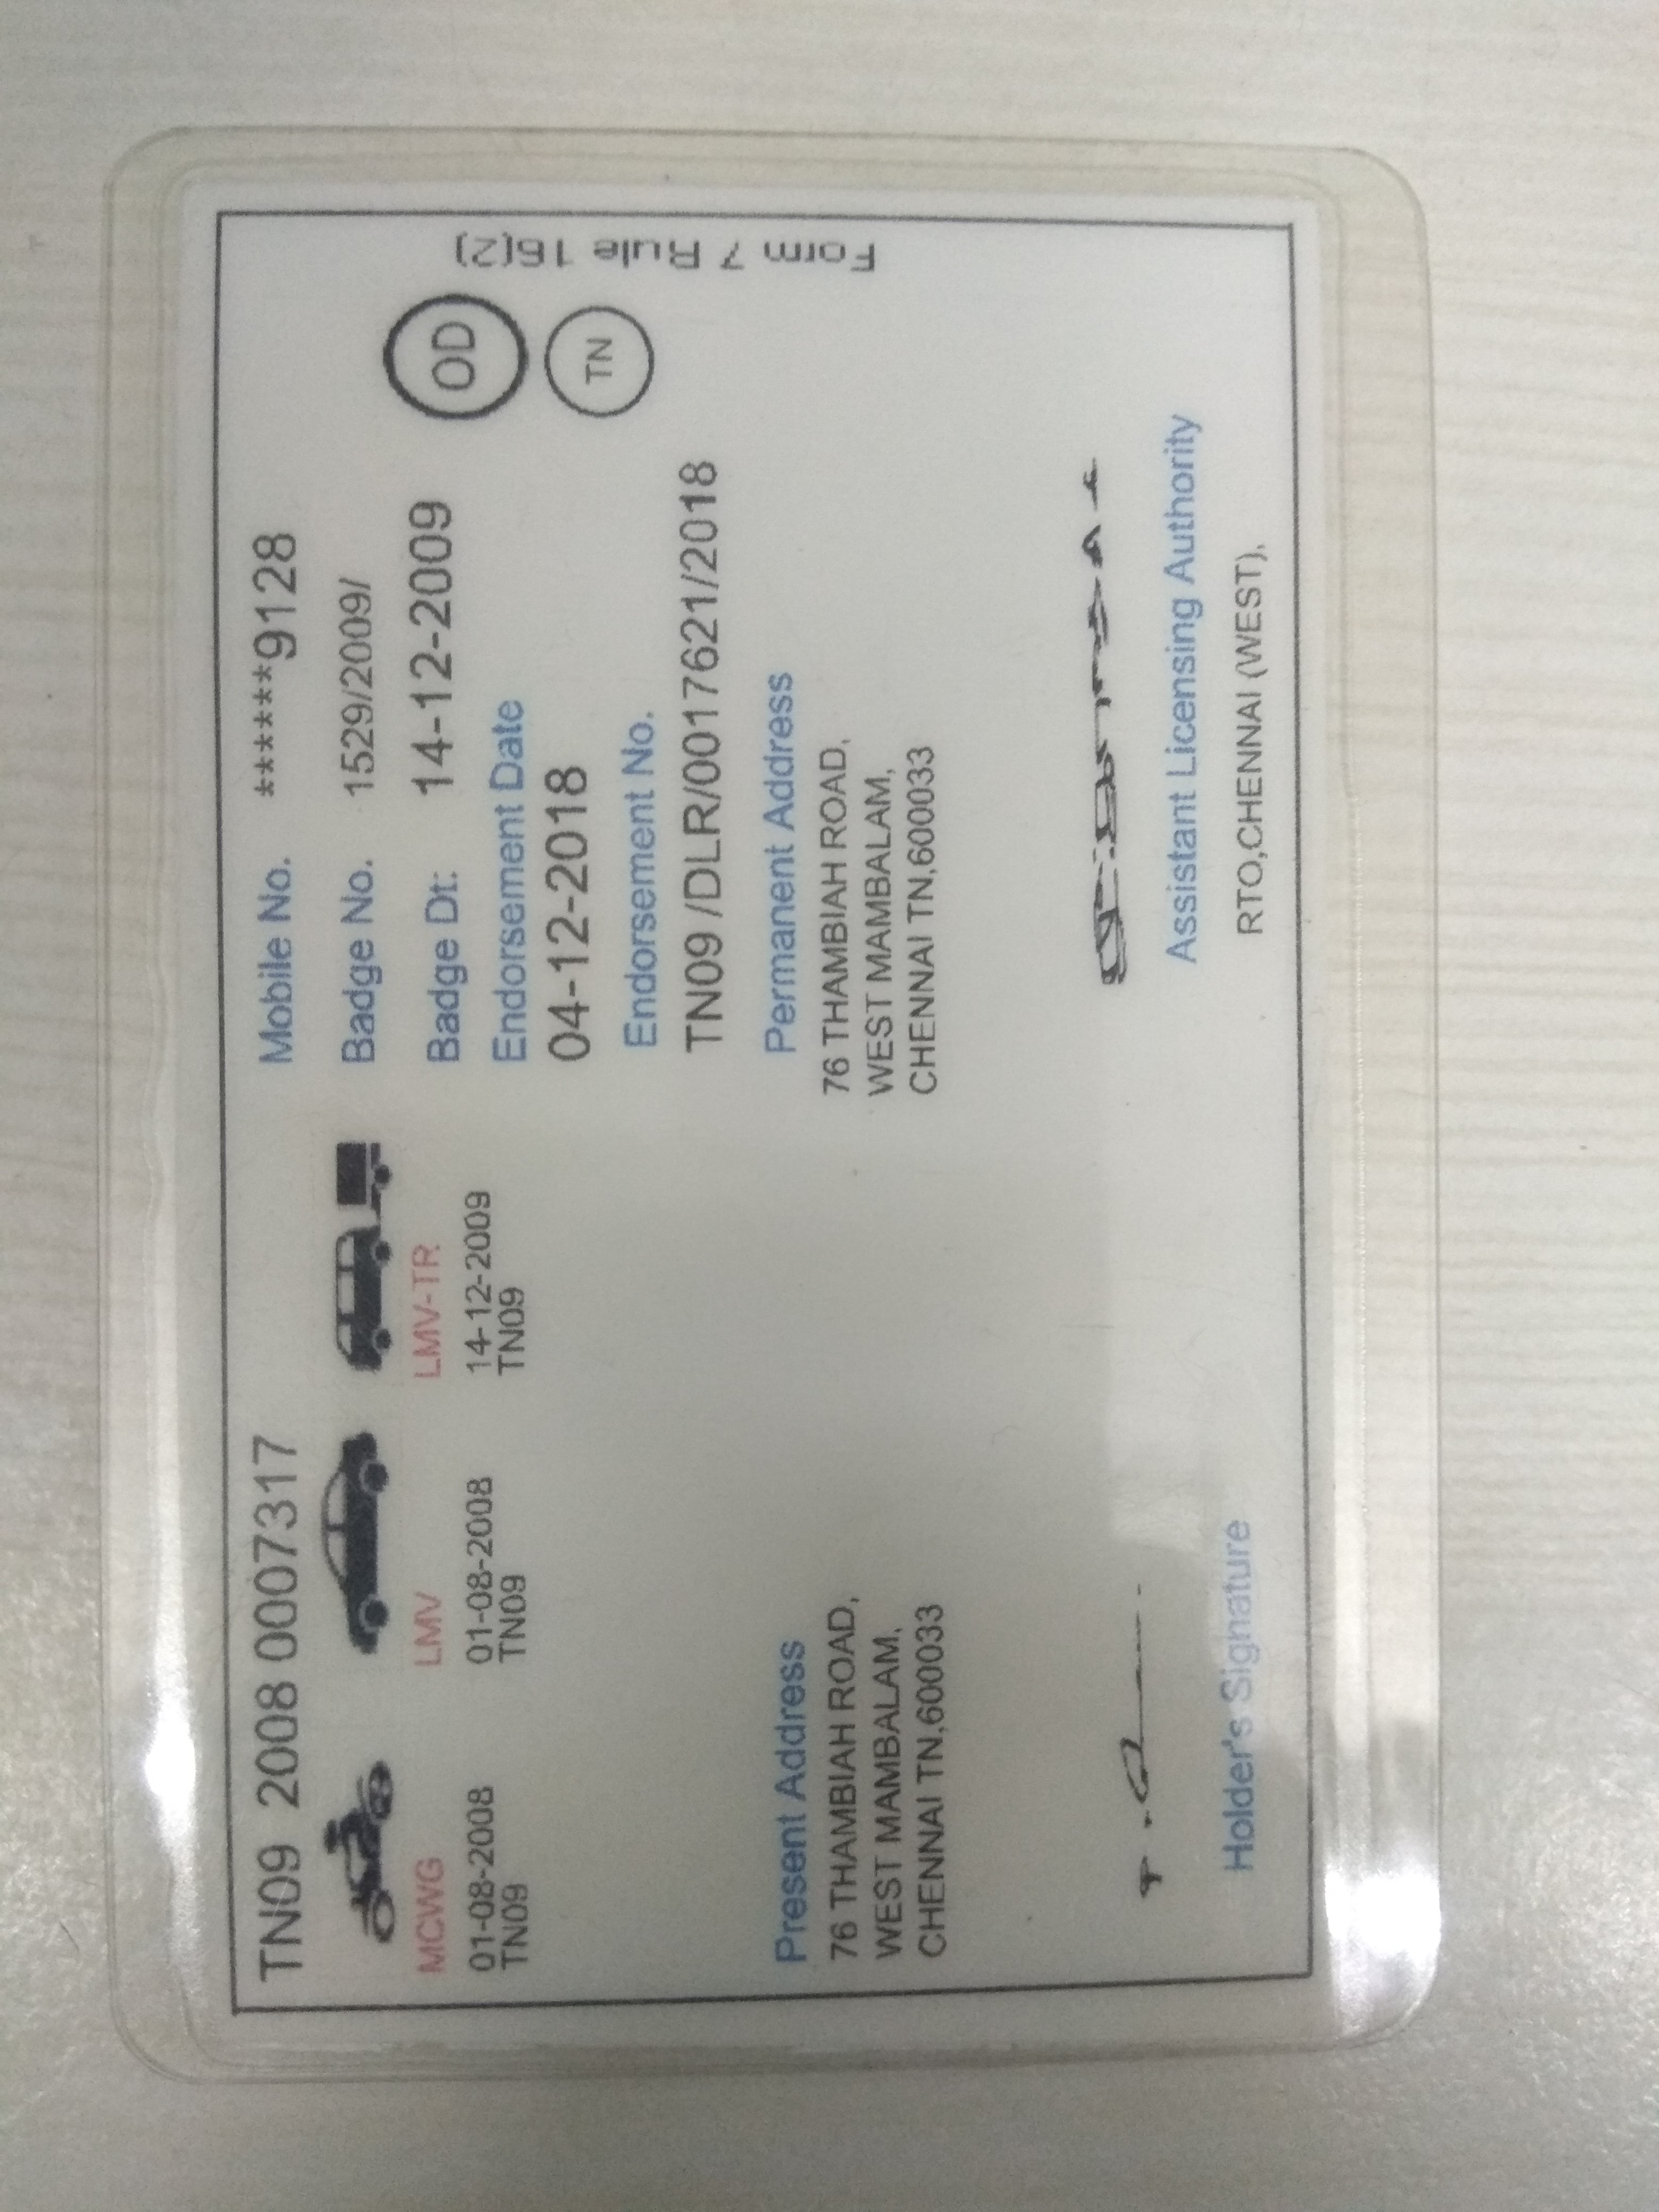 TN09 2008 0007317
MCWG
01-08-2008
TN09
LMV
01-08-2008
TN09
LMV-TR
14-12-2009
TN09
Mobile No. ******9128
Badge No. 1529/2009/
Badge Dt: 14-12-2009
Endorsement Date
04-12-2018
Endorsement No.
TN09 /DLR/0017621/2018
OD
TN
Form 7 Rule 16(2)
Present Address
76 THAMBIAH ROAD,
WEST MAMBALAM,
CHENNAI TN,600033
Permanent Address
76 THAMBIAH ROAD,
WEST MAMBALAM,
CHENNAI TN,600033
Holder's Signature
Assistant Licensing Authority
RTO,CHENNAI (WEST),